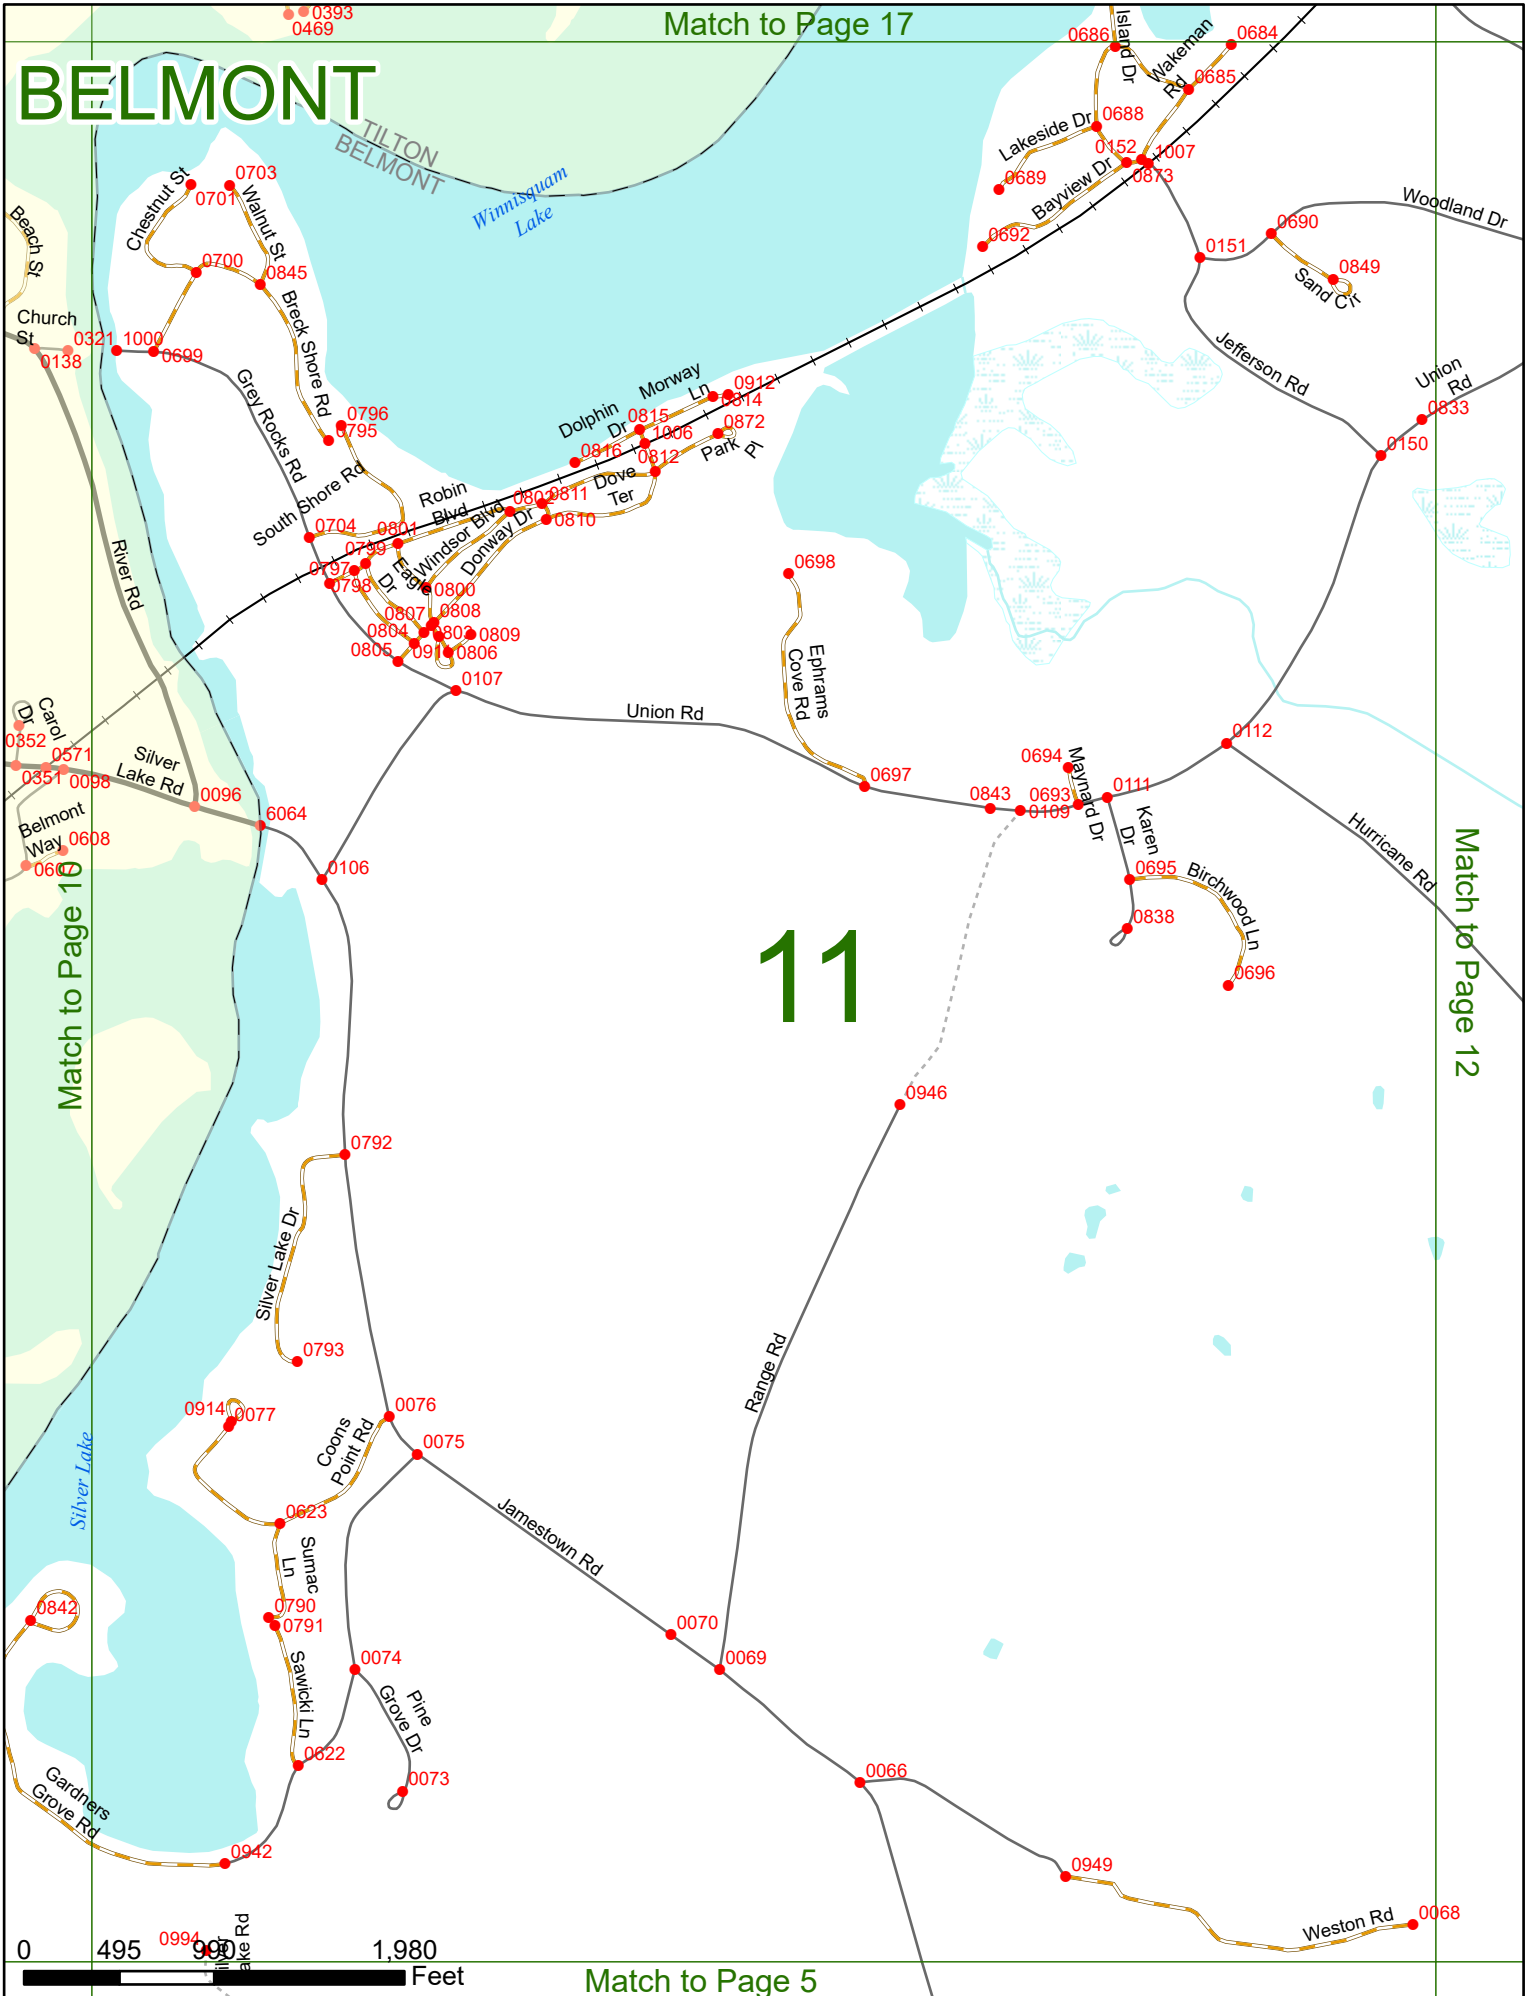 0393
0469
Match to Page 17
BELMONT
TILTON
BELMONT
Winnisquam
Lake
Island Dr
Wakeman
Rd
0686
0684
0685
0688
Lakeside Dr
0152
1007
0873
0689
Bayview Dr
0692
Woodland Dr
0690
0151
0849
Sand Cir
Chestnut St
0701
0703
Walnut St
0700
0845
Beach St
Church
St
0138
0321
1000
0699
Breck Shore Rd
Grey Rocks Rd
0796
0795
South Shore Rd
0704
Morway
Ln
0912
0814
Dolphin
Dr
0815
1006
0872
Park
Pl
0816
0812
Dove
Ter
Robin
Blvd
0802
0811
0810
Windsor Blvd
Donway Dr
0801
0799
Eagle
Dr
0797
0798
0800
0807
0808
0804
0803
0809
0805
0806
0107
Jefferson Rd
Union
Rd
0833
0150
River Rd
0698
Ephrams
Cove Rd
Union Rd
0697
0843
0109
0694
0693
Maynard Dr
0111
0112
Karen
Dr
0695
Birchwood Ln
0838
0696
Hurricane Rd
Carol
Dr
0352
0351
0571
0098
Silver
Lake Rd
0096
6064
Belmont
Way
0608
0607
0106
Match to Page 10
11
Match to Page 12
0946
0792
Silver Lake Dr
0793
Range Rd
0914
0077
0076
0075
Coons
Point Rd
Silver Lake
0623
Sumac
Ln
Jamestown Rd
0790
0791
0842
0070
0069
0074
Sawicki Ln
Pine
Grove Dr
0622
0073
0066
Gardners
Grove Rd
0942
0949
Weston Rd
0068
0994
ake Rd
0 495 990 1,980
Feet
Match to Page 5